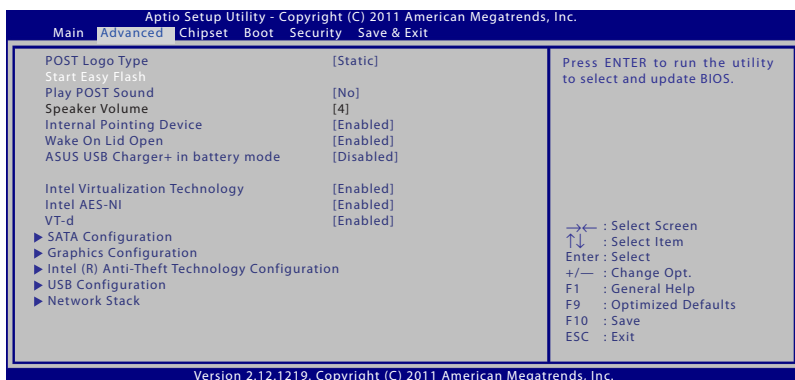 Aptio Setup Utility - Copyright (C) 2011 American Megatrends, Inc.
Main Advanced Chipset Boot Security Save & Exit
POST Logo Type [Static]
Start Easy Flash
Play POST Sound [No]
Speaker Volume [4]
Internal Pointing Device [Enabled]
Wake On Lid Open [Enabled]
ASUS USB Charger+ in battery mode [Disabled]
Intel Virtualization Technology [Enabled]
Intel AES-NI [Enabled]
VT-d [Enabled]
▶ SATA Configuration
▶ Graphics Configuration
▶ Intel (R) Anti-Theft Technology Configuration
▶ USB Configuration
▶ Network Stack
Press ENTER to run the utility
to select and update BIOS.
→← : Select Screen
↑↓ : Select Item
Enter : Select
+/— : Change Opt.
F1 : General Help
F9 : Optimized Defaults
F10 : Save
ESC : Exit
Version 2.12.1219. Copyright (C) 2011 American Megatrends, Inc.